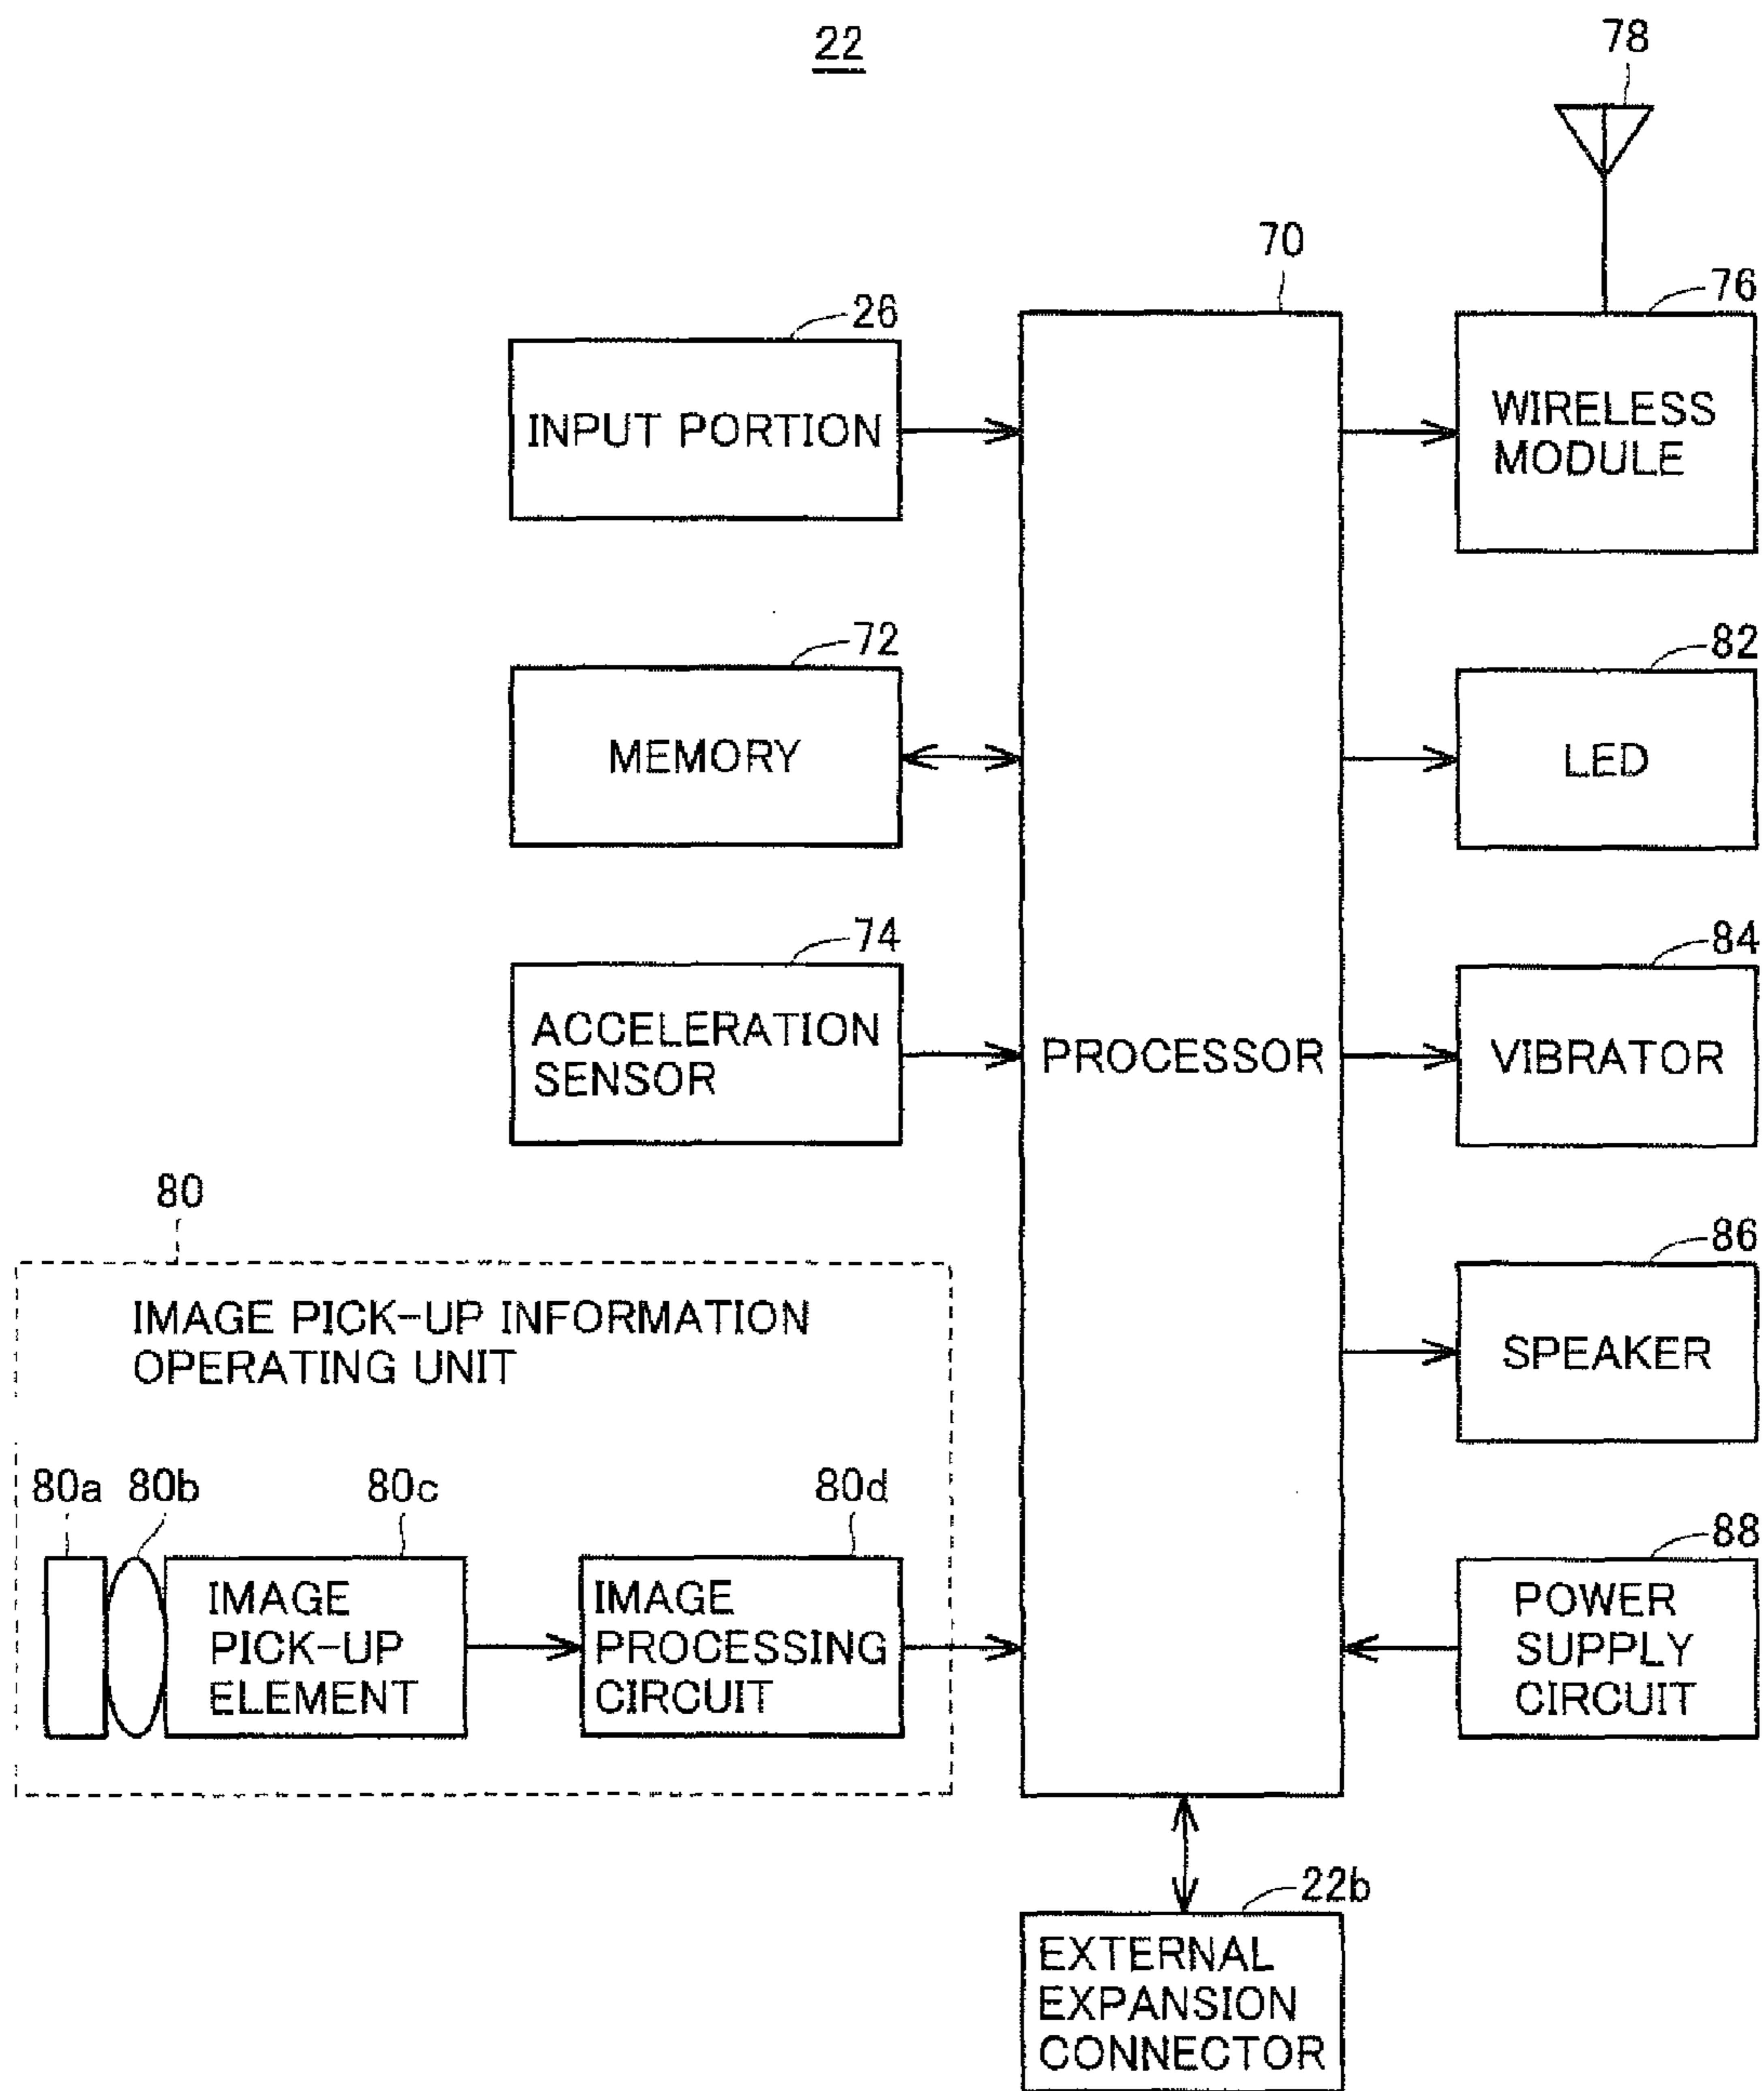 22
78
70
76
26
INPUT PORTION
WIRELESS
MODULE
72
MEMORY
82
LED
74
ACCELERATION
SENSOR
PROCESSOR
84
VIBRATOR
80
IMAGE PICK-UP INFORMATION
OPERATING UNIT
86
SPEAKER
80a
80b
80c
80d
IMAGE
PICK-UP
ELEMENT
IMAGE
PROCESSING
CIRCUIT
88
POWER
SUPPLY
CIRCUIT
22b
EXTERNAL
EXPANSION
CONNECTOR